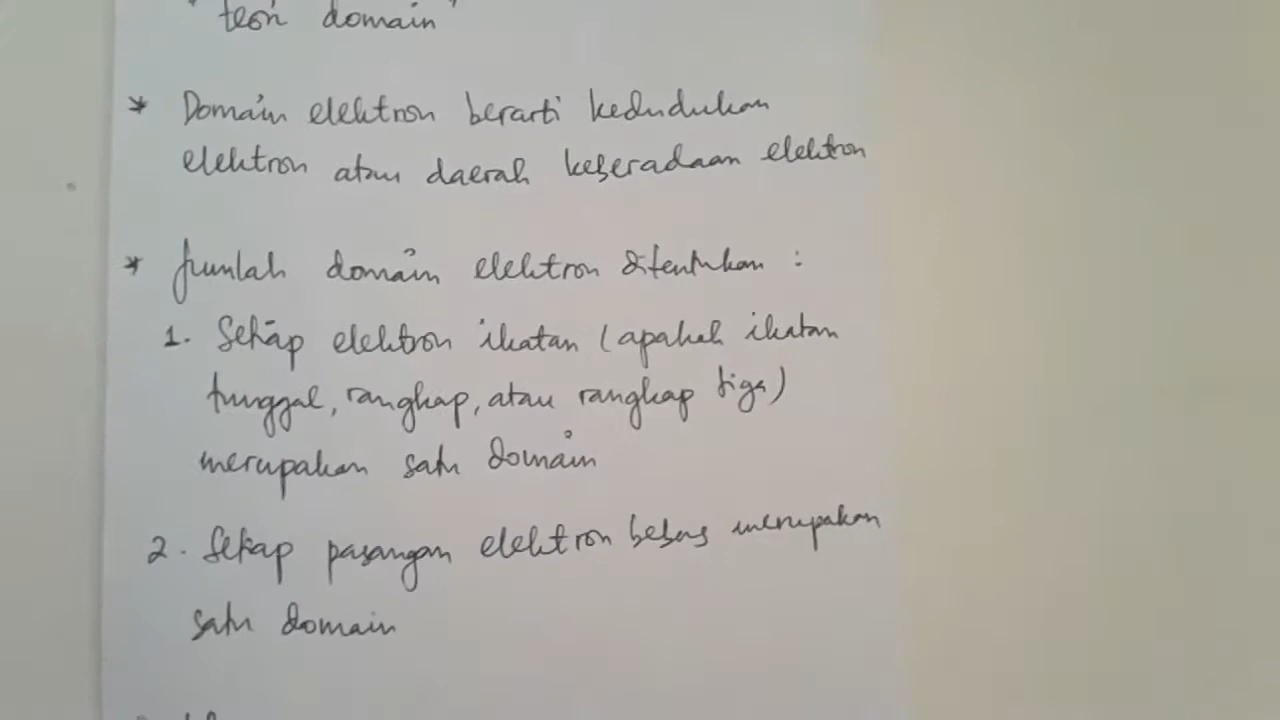 "teori domain"
* Domain elektron berarti kedudukan
elektron atau daerah keberadaan elektron
* Jumlah domain elektron ditentukan :
1. Setiap elektron ikatan (apakah ikatan
tunggal, rangkap, atau rangkap tiga)
merupakan satu domain
2. Setiap pasangan elektron bebas merupakan
satu domain